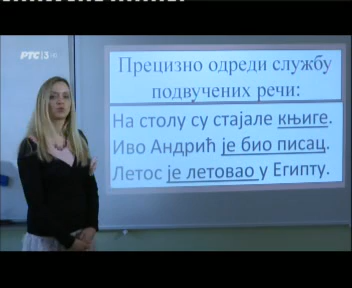 РТС 3 HD
Прецизно одреди службу
подвучених речи:
На столу су стајале књиге.
Иво Андрић је био писац.
Летос је летовао у Египту.